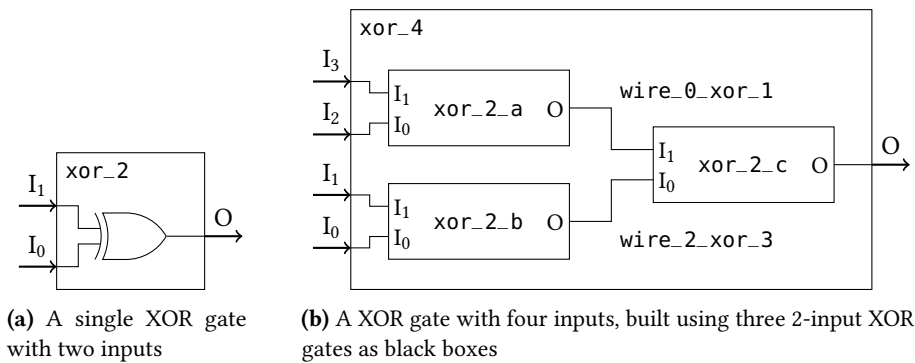 xor_4
I3
I1
xor_2_a
O
wire_0_xor_1
I2
I0
I1
xor_2_c
O
O
I0
xor_2
I1
O
I0
I1
I1
xor_2_b
O
I0
I0
wire_2_xor_3
(a) A single XOR gate
with two inputs
(b) A XOR gate with four inputs, built using three 2-input XOR
gates as black boxes